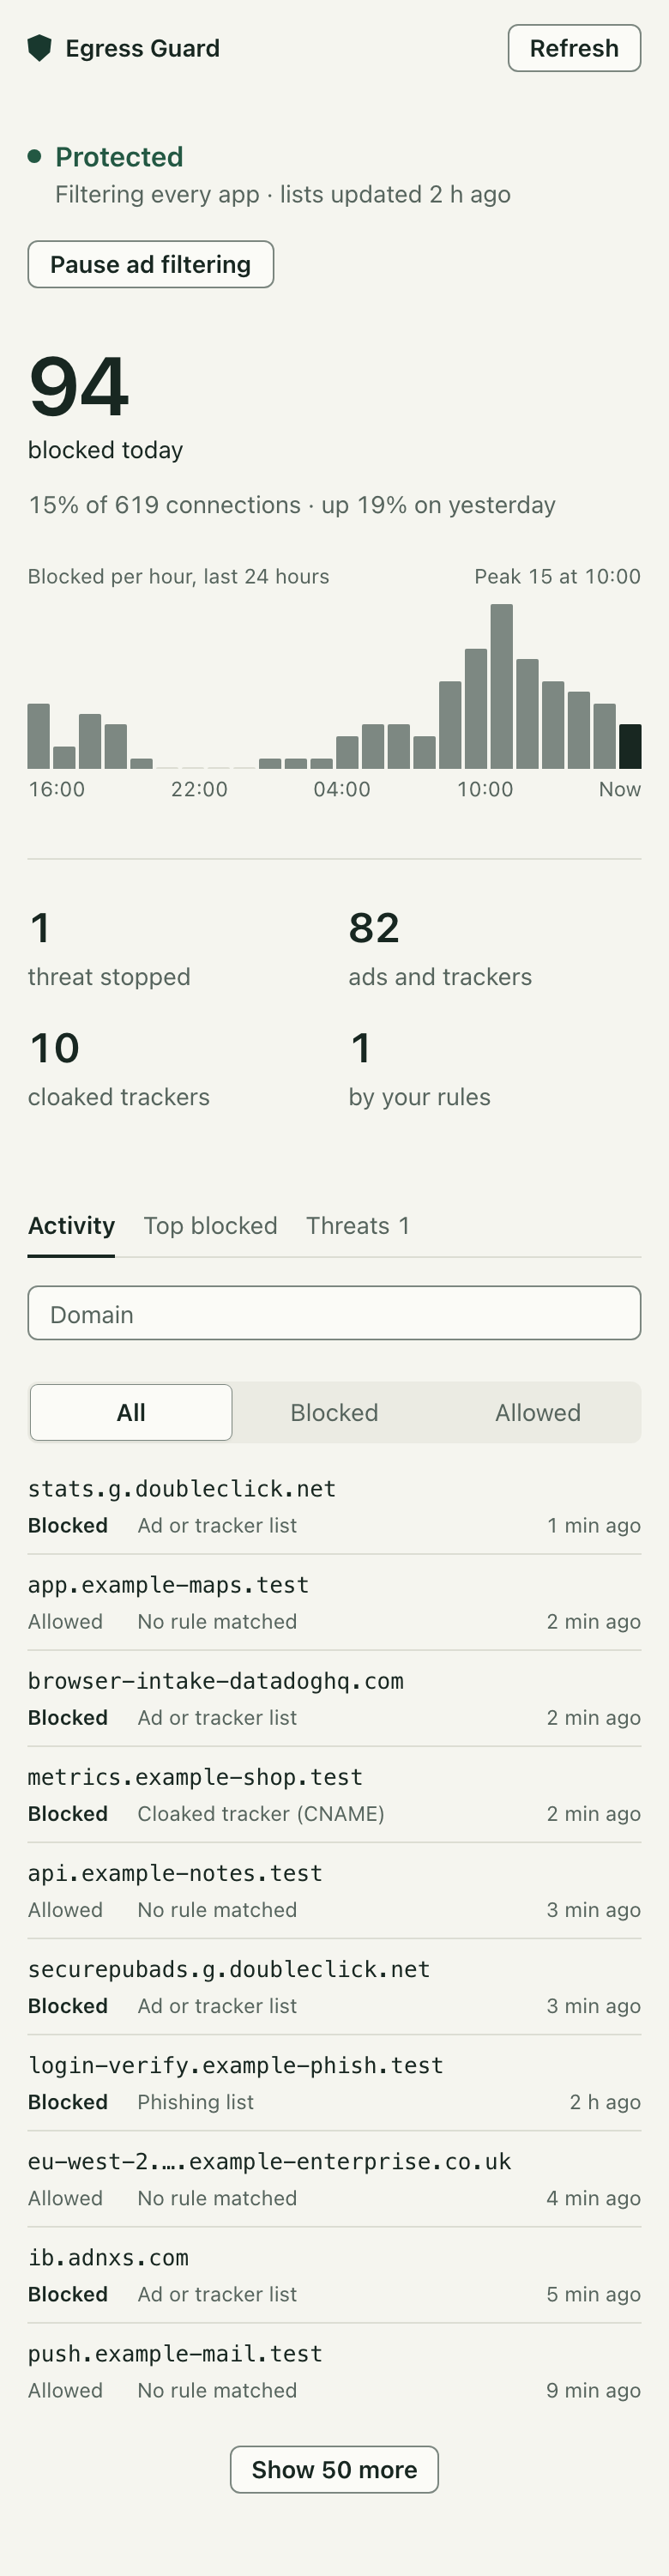 Egress Guard
Refresh
Protected
Filtering every app · lists updated 2 h ago
Pause ad filtering
94
blocked today
15% of 619 connections · up 19% on yesterday
Blocked per hour, last 24 hours
Peak 15 at 10:00
16:00 22:00 04:00 10:00 Now
1
threat stopped
82
ads and trackers
10
cloaked trackers
1
by your rules
Activity Top blocked Threats 1
Domain
All Blocked Allowed
stats.g.doubleclick.net
Blocked Ad or tracker list 1 min ago
app.example-maps.test
Allowed No rule matched 2 min ago
browser-intake-datadoghq.com
Blocked Ad or tracker list 2 min ago
metrics.example-shop.test
Blocked Cloaked tracker (CNAME) 2 min ago
api.example-notes.test
Allowed No rule matched 3 min ago
securepubads.g.doubleclick.net
Blocked Ad or tracker list 3 min ago
login-verify.example-phish.test
Blocked Phishing list 2 h ago
eu-west-2.….example-enterprise.co.uk
Allowed No rule matched 4 min ago
ib.adnxs.com
Blocked Ad or tracker list 5 min ago
push.example-mail.test
Allowed No rule matched 9 min ago
Show 50 more